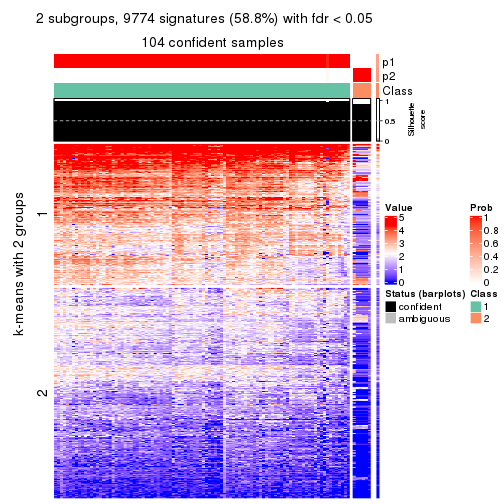 2 subgroups, 9774 signatures (58.8%) with fdr < 0.05
104 confident samples
p1
p2
Class
1
0.5
0
Silhouette
score
k-means with 2 groups
1
2
Value
5
4
3
2
1
0
Prob
1
0.8
0.6
0.4
0.2
0
Status (barplots)
confident
ambiguous
Class
1
2